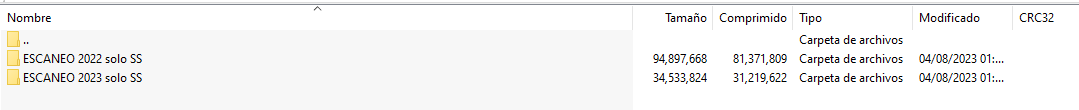 Nombre Tamaño Comprimido Tipo Modificado CRC32
.. Carpeta de archivos
ESCANEO 2022 solo SS 94,897,668 81,371,809 Carpeta de archivos 04/08/2023 01:...
ESCANEO 2023 solo SS 34,533,824 31,219,622 Carpeta de archivos 04/08/2023 01:...